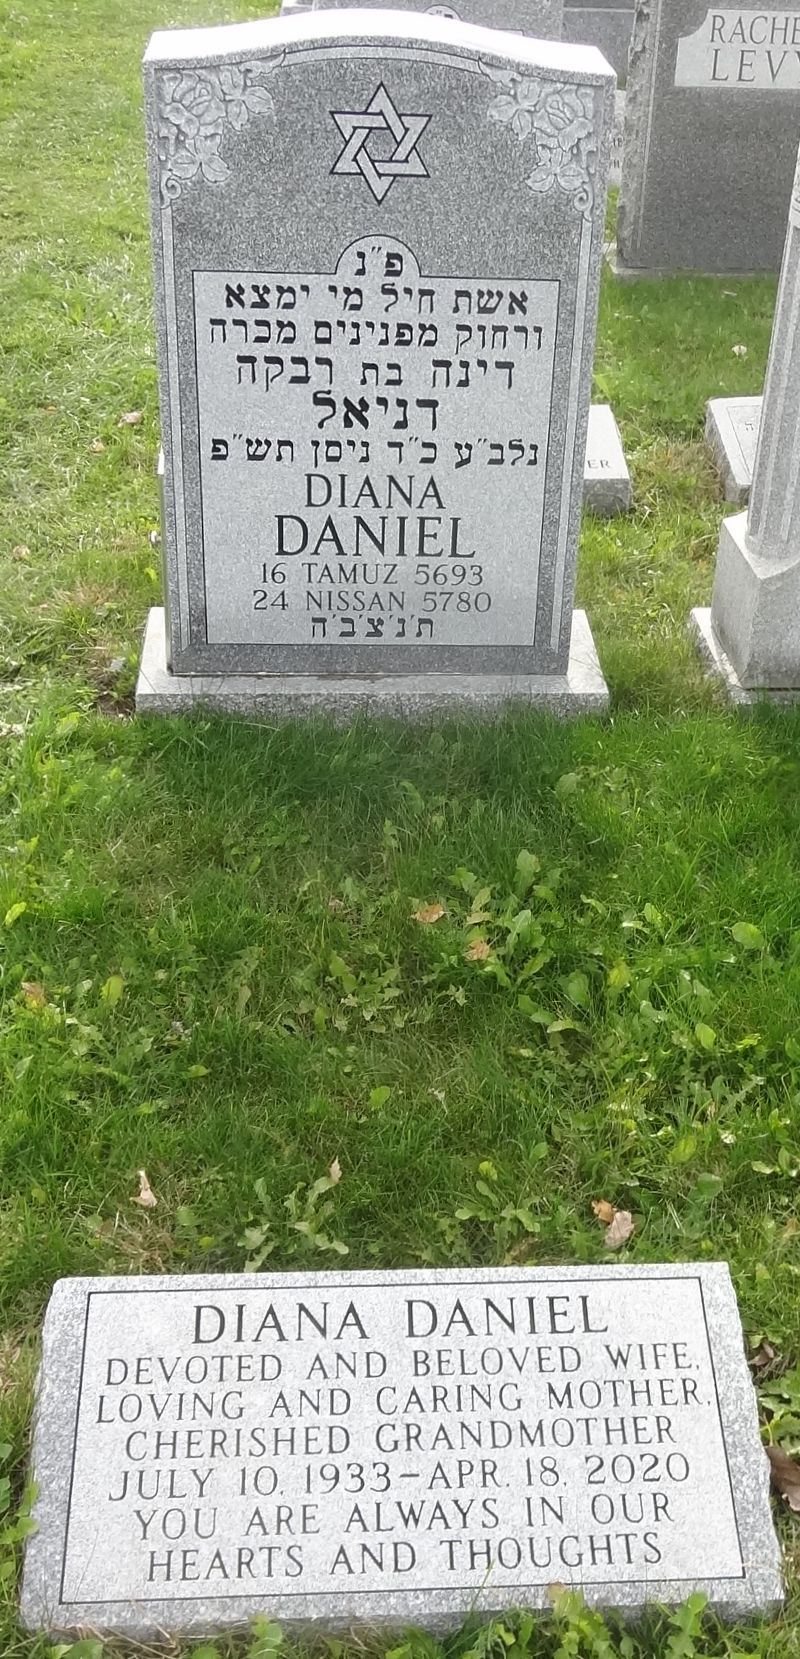 פ״נ
אשת חיל מי ימצא
ורחוק מפנינים מכרה
דינה בת רבקה
דניאל
נלב״ע כ״ד ניסן תש״פ
DIANA
DANIEL
16 TAMUZ 5693
24 NISSAN 5780
ת׳נ׳צ׳ב׳ה
DIANA DANIEL
DEVOTED AND BELOVED WIFE,
LOVING AND CARING MOTHER,
CHERISHED GRANDMOTHER
JULY 10, 1933-APR. 18, 2020
YOU ARE ALWAYS IN OUR
HEARTS AND THOUGHTS
LEVY